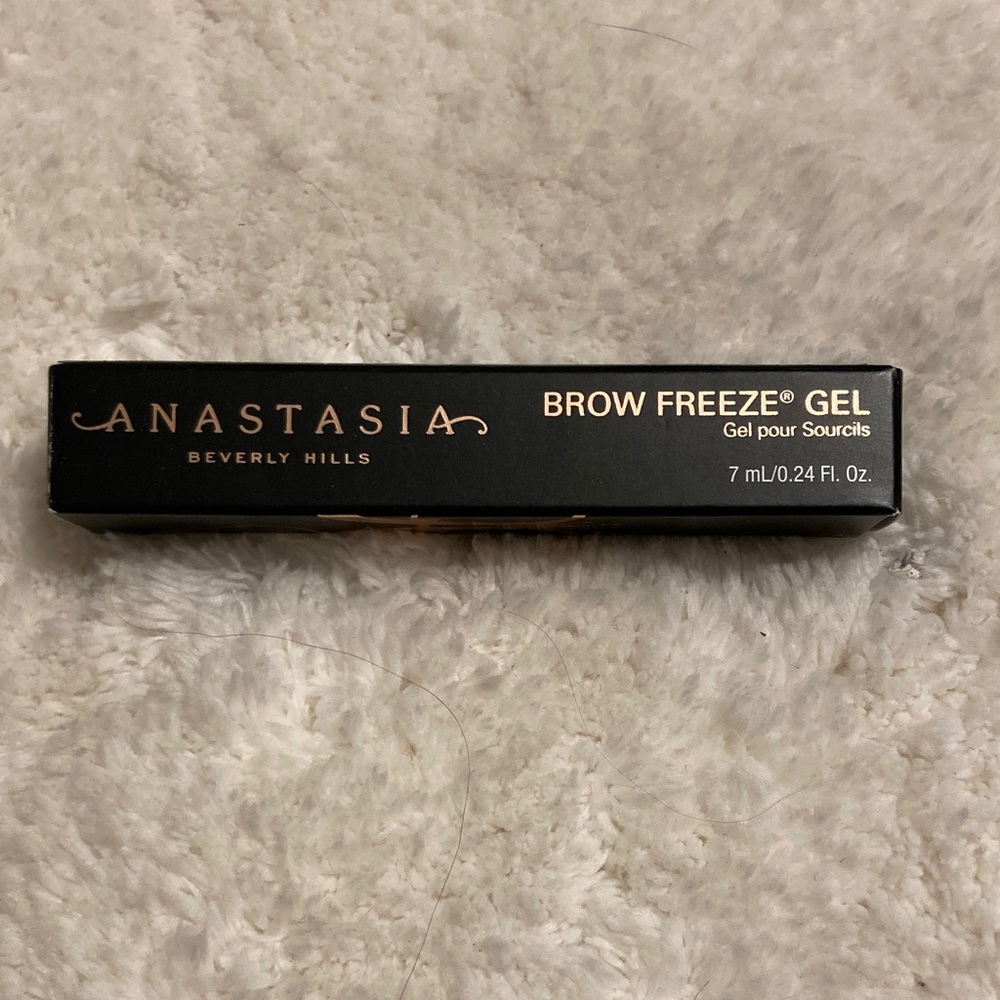 ANASTASIA
BEVERLY HILLS
BROW FREEZE® GEL
Gel pour Sourcils
7 mL/0.24 Fl. Oz.